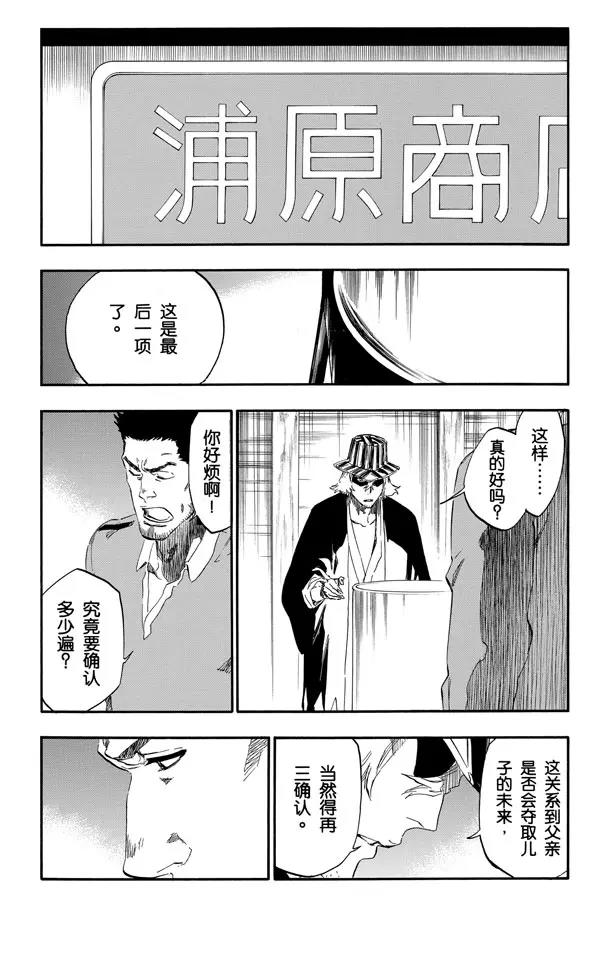 浦原商店
这是最
后一项
了。
这样……
真的好吗？
你好烦啊！
究竟要确认
多少遍？
这关系到父亲
是否会夺取儿
子的未来，
当然得再
三确认。